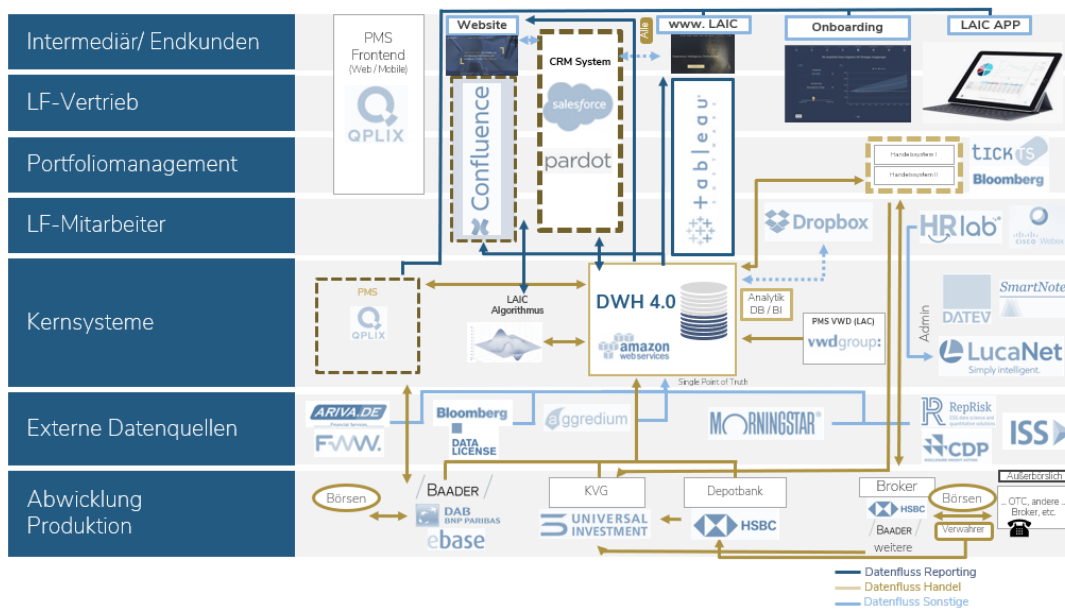 Intermediär/ Endkunden
LF-Vertrieb
Portfoliomanagement
LF-Mitarbeiter
Kernsysteme
Externe Datenquellen
Abwicklung
Produktion
PMS
Frontend
(Web / Mobile)
QPLIX
Website
Confluence
CRM System
salesforce
pardot
Alle
www. LAIC
+ableau
Onboarding
LAIC APP
Handelssystem I
Handelssystem II
TICK TS
Bloomberg
Dropbox
HRlab
CISCO Webex
PMS
QPLIX
LAIC
Algorithmus
DWH 4.0
amazon
webservices
Single Point of Truth
Analytik
DB / BI
PMS VWD (LAC)
vwdgroup:
Admin
DATEV
SmartNote
LucaNet
Simply intelligent.
ARIVA.DE
Financial Services
FWW.
Bloomberg
DATA
LICENSE
aggredium
MORNINGSTAR
RepRisk
CDP
ISS
Börsen
BAADER
DAB
BNP PARIBAS
ebase
KVG
UNIVERSAL
INVESTMENT
Depotbank
HSBC
Broker
HSBC
/BAADER/
weitere
Börsen
Verwahrer
Außerbörslich
... OTC, andere ...
Broker, etc.
Datenfluss Reporting
Datenfluss Handel
Datenfluss Sonstige